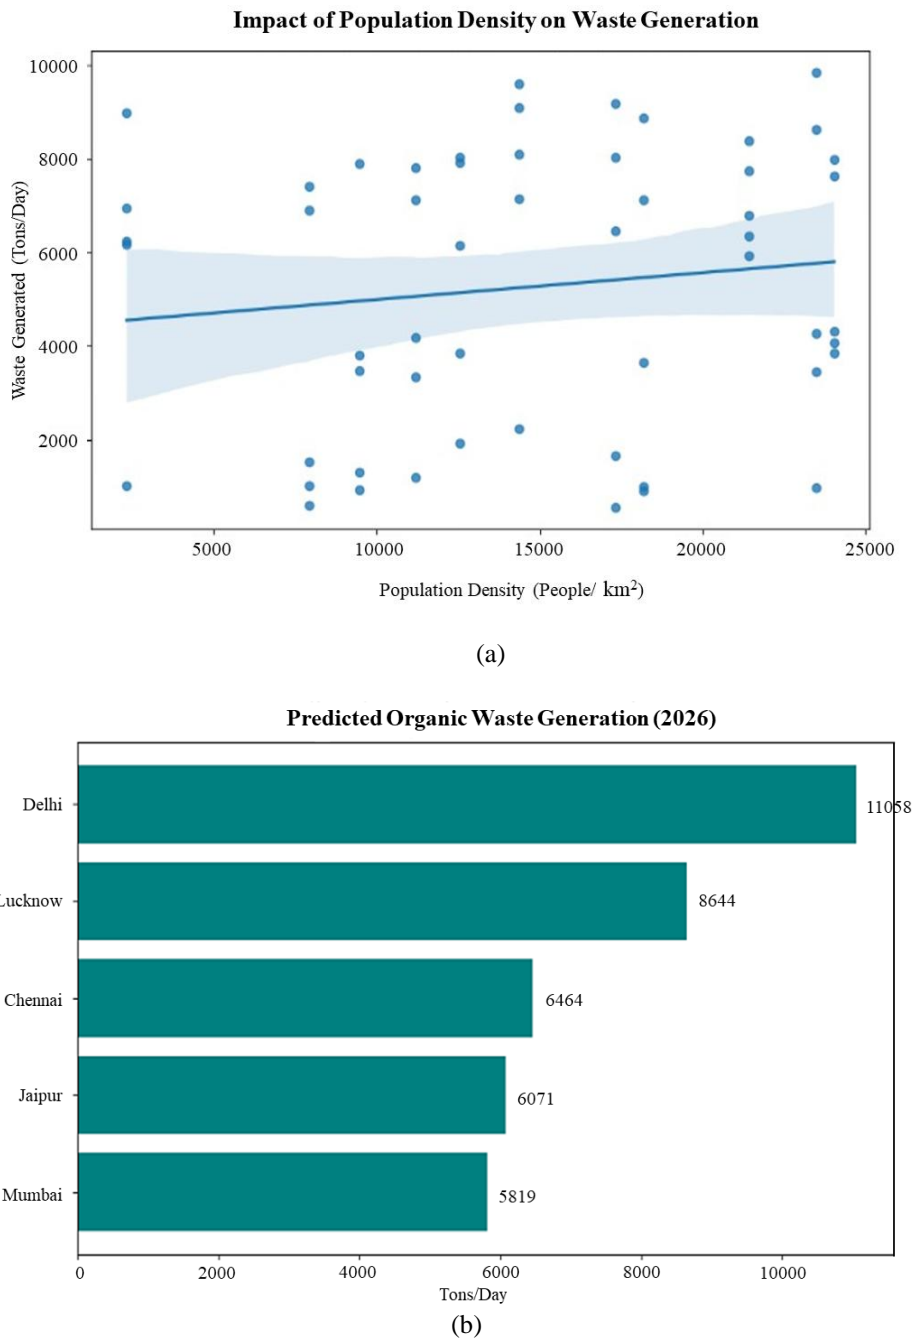 Impact of Population Density on Waste Generation
10000
8000
6000
4000
2000
Waste Generated (Tons/Day)
5000 10000 15000 20000 25000
Population Density (People/ km²)
(a)
Predicted Organic Waste Generation (2026)
Delhi 11058
Lucknow 8644
Chennai 6464
Jaipur 6071
Mumbai 5819
0 2000 4000 6000 8000 10000
Tons/Day
(b)